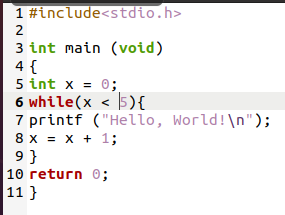 1 #include<stdio.h>
2
3 int main (void)
4 {
5 int x = 0;
6 while(x < 5){
7 printf ("Hello, World!\n");
8 x = x + 1;
9 }
10 return 0;
11 }